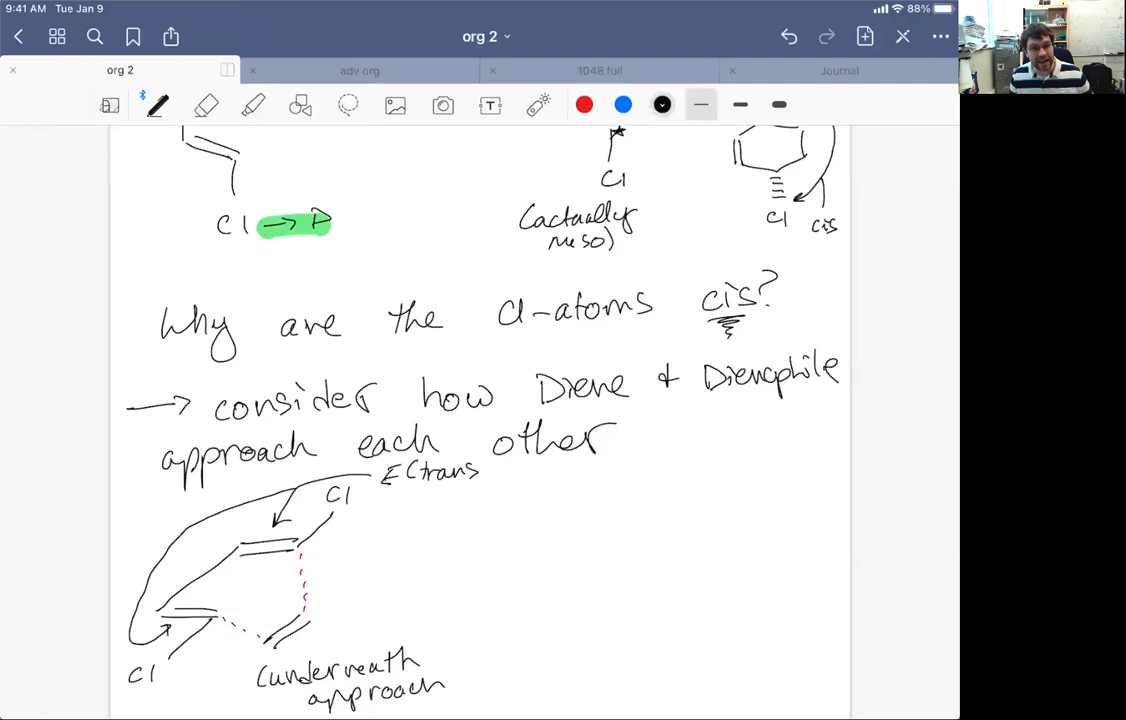 9:41 AM Tue Jan 9
88%
org 2
org 2
adv org
1048.full
Journal
T
Cl
Cl →
(actually
meso)
Cl
cis
Why are the Cl-atoms cis?
→ consider how Diene + Dienophile
approach each other
E (trans
Cl
Cl
(underneath
approach